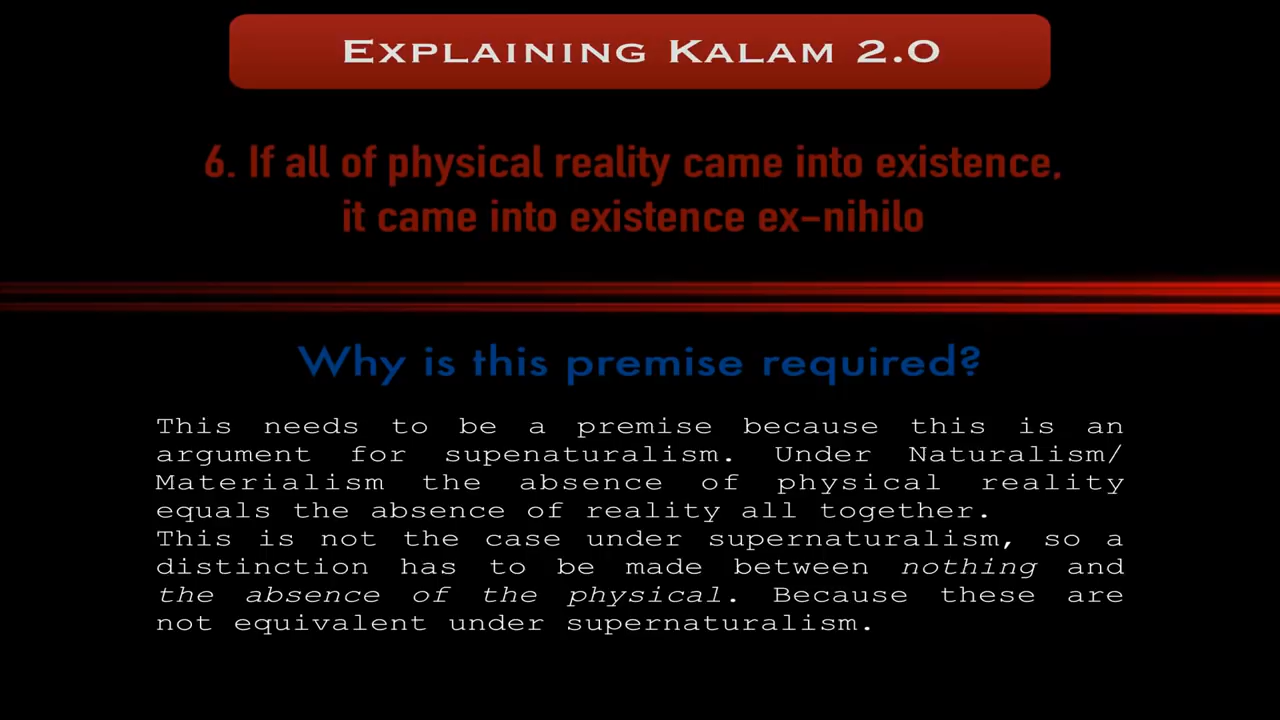 Explaining Kalam 2.0
6. If all of physical reality came into existence,
it came into existence ex-nihilo
Why is this premise required?
This needs to be a premise because this is an
argument for supenaturalism. Under Naturalism/
Materialism the absence of physical reality
equals the absence of reality all together.
This is not the case under supernaturalism, so a
distinction has to be made between nothing and
the absence of the physical. Because these are
not equivalent under supernaturalism.